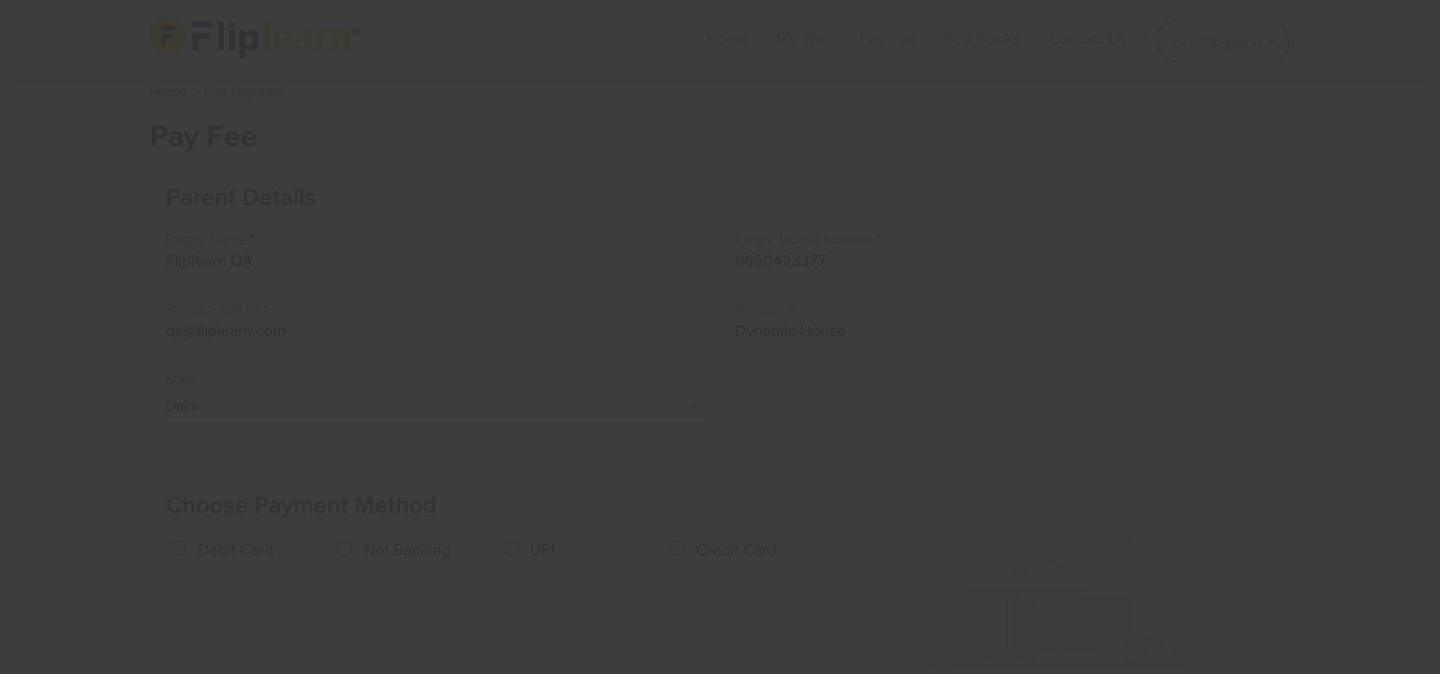 Fliplearn™
Home My Wall Pay Fee Buy Books Contact Us | Hi autoguest
Home > Fee Payment
Pay Fee
Parent Details
Parent Name * Parent Mobile Number *
Fliplearn QA 9650423377
Parent Email ID * Address *
qa@fliplearn.com Dynamic House
State *
Delhi
Choose Payment Method
Debit Card Net Banking UPI Credit Card